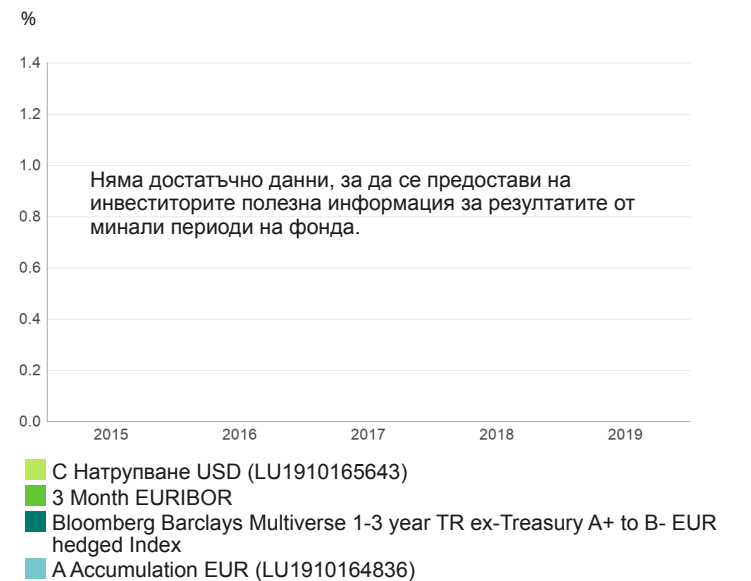 %
1.4
1.2
1.0
Няма достатъчно данни, за да се предостави на
инвеститорите полезна информация за резултатите от
0.8
минали периоди на фонда.
0.6
0.4
0.2
0.0
2015 2016 2017 2018 2019
С Натрупване USD (LU1910165643)
3 Month EURIBOR
Bloomberg Barclays Multiverse 1-3 year TR ex-Treasury A+ to B- EUR
hedged Index
A Accumulation EUR (LU1910164836)